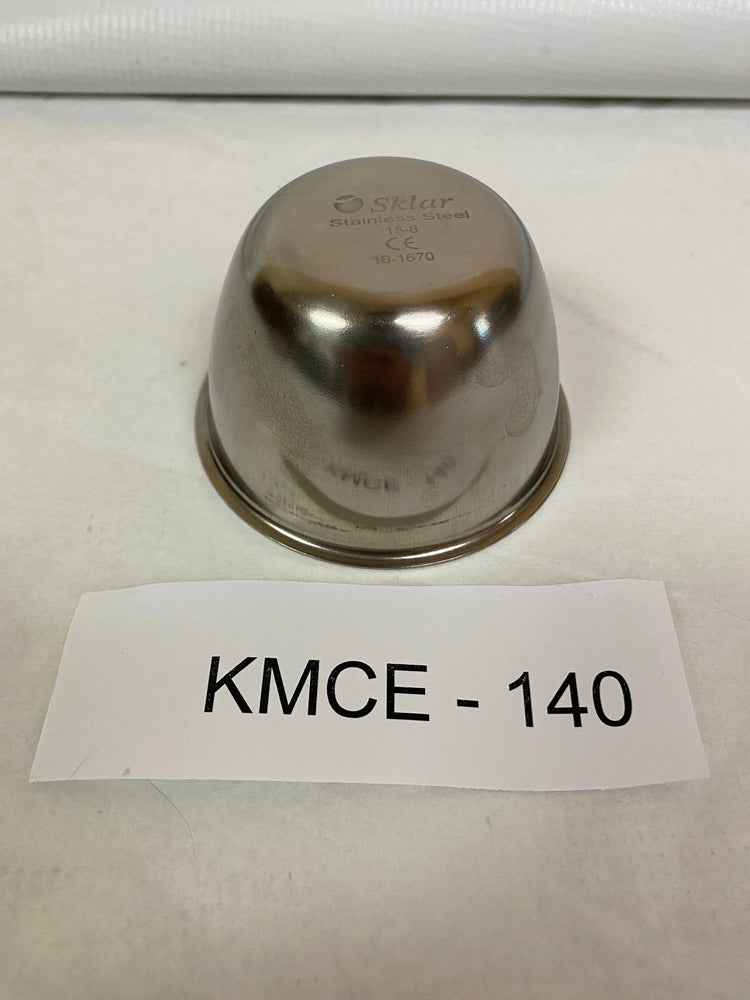 Sklar
Stainless Steel
18-8
CE
10-1670
KMCE - 140